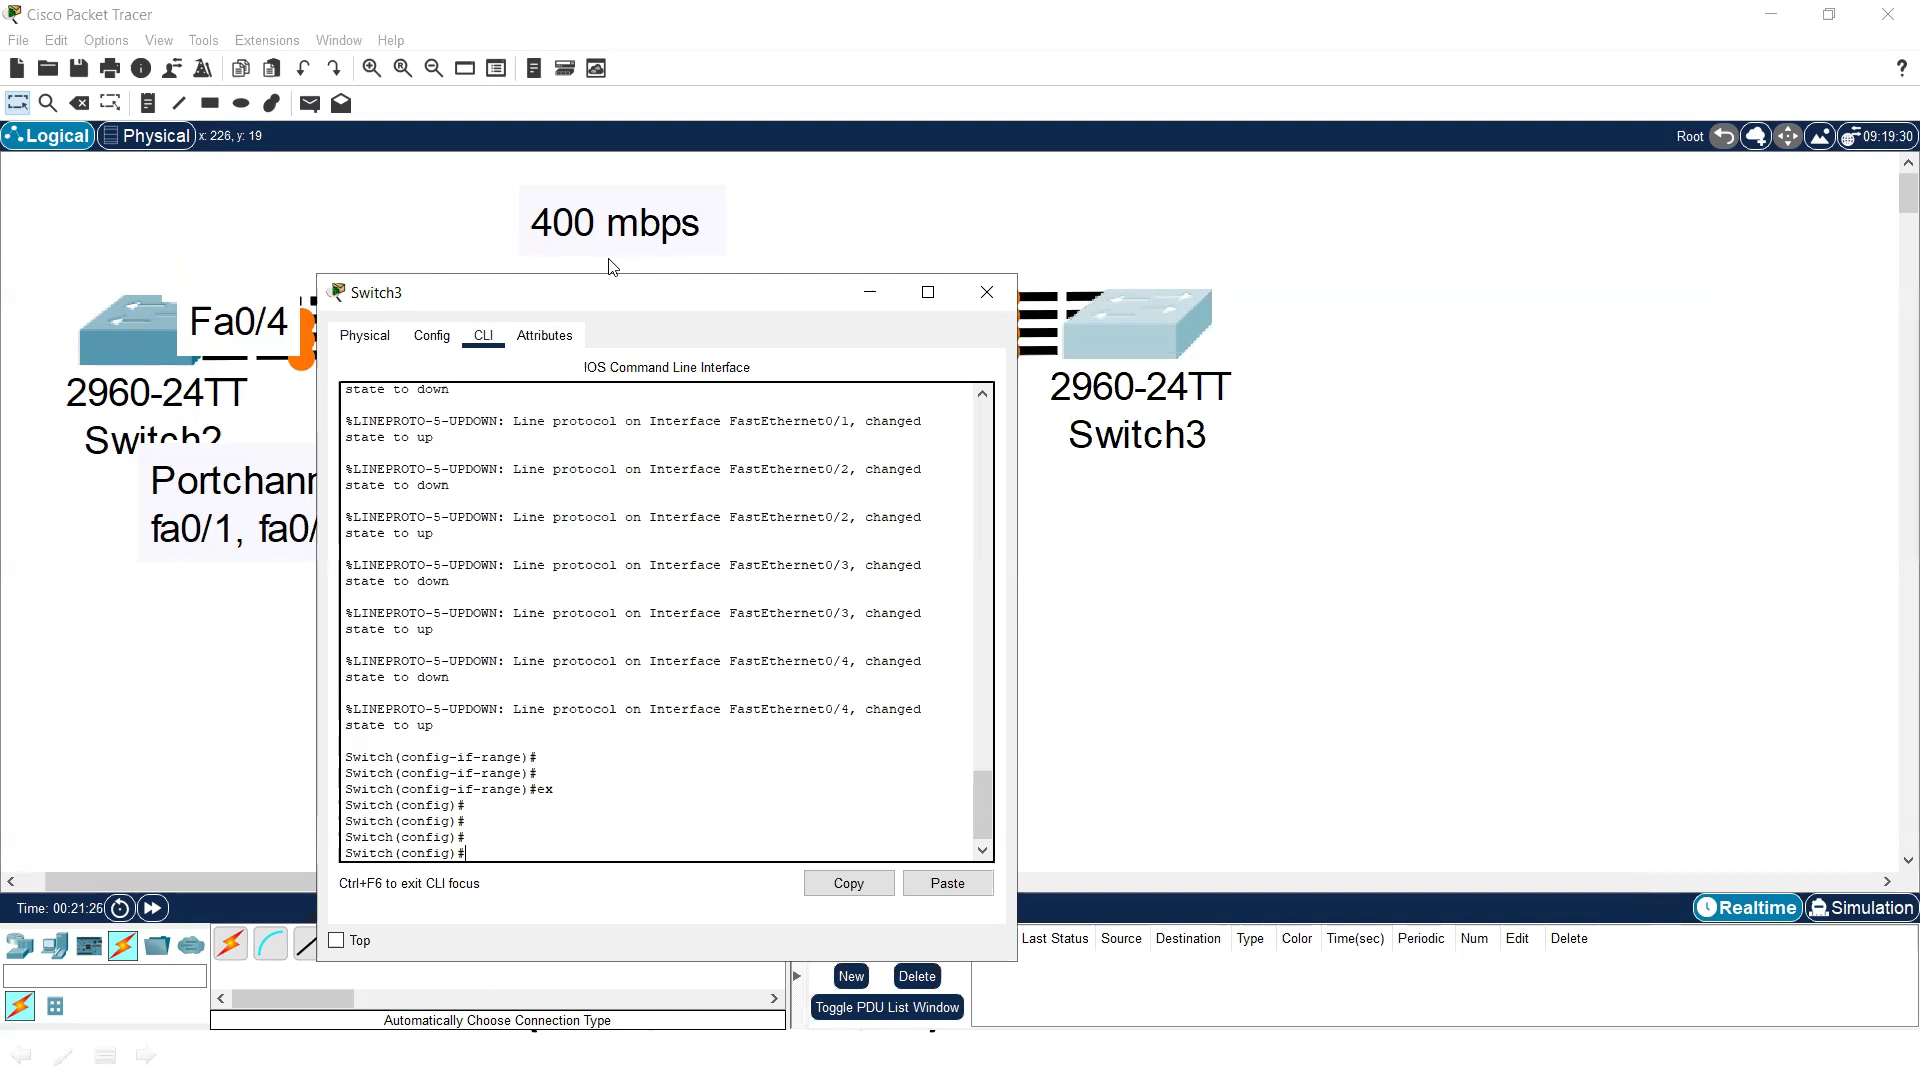 Cisco Packet Tracer
File Edit Options View Tools Extensions Window Help
?
Logical Physical x: 226, y: 19 Root 09:19:30
400 mbps
Fa0/4
2960-24TT
Switch2
Portchann
fa0/1, fa0/
2960-24TT
Switch3
Switch3
Physical Config CLI Attributes
IOS Command Line Interface
state to down
%LINEPROTO-5-UPDOWN: Line protocol on Interface FastEthernet0/1, changed
state to up
%LINEPROTO-5-UPDOWN: Line protocol on Interface FastEthernet0/2, changed
state to down
%LINEPROTO-5-UPDOWN: Line protocol on Interface FastEthernet0/2, changed
state to up
%LINEPROTO-5-UPDOWN: Line protocol on Interface FastEthernet0/3, changed
state to down
%LINEPROTO-5-UPDOWN: Line protocol on Interface FastEthernet0/3, changed
state to up
%LINEPROTO-5-UPDOWN: Line protocol on Interface FastEthernet0/4, changed
state to down
%LINEPROTO-5-UPDOWN: Line protocol on Interface FastEthernet0/4, changed
state to up
Switch(config-if-range)#
Switch(config-if-range)#
Switch(config-if-range)#ex
Switch(config)#
Switch(config)#
Switch(config)#
Switch(config)#
Ctrl+F6 to exit CLI focus Copy Paste
Top
Time: 00:21:26 Realtime Simulation
Last Status Source Destination Type Color Time(sec) Periodic Num Edit Delete
New Delete
Toggle PDU List Window
Automatically Choose Connection Type